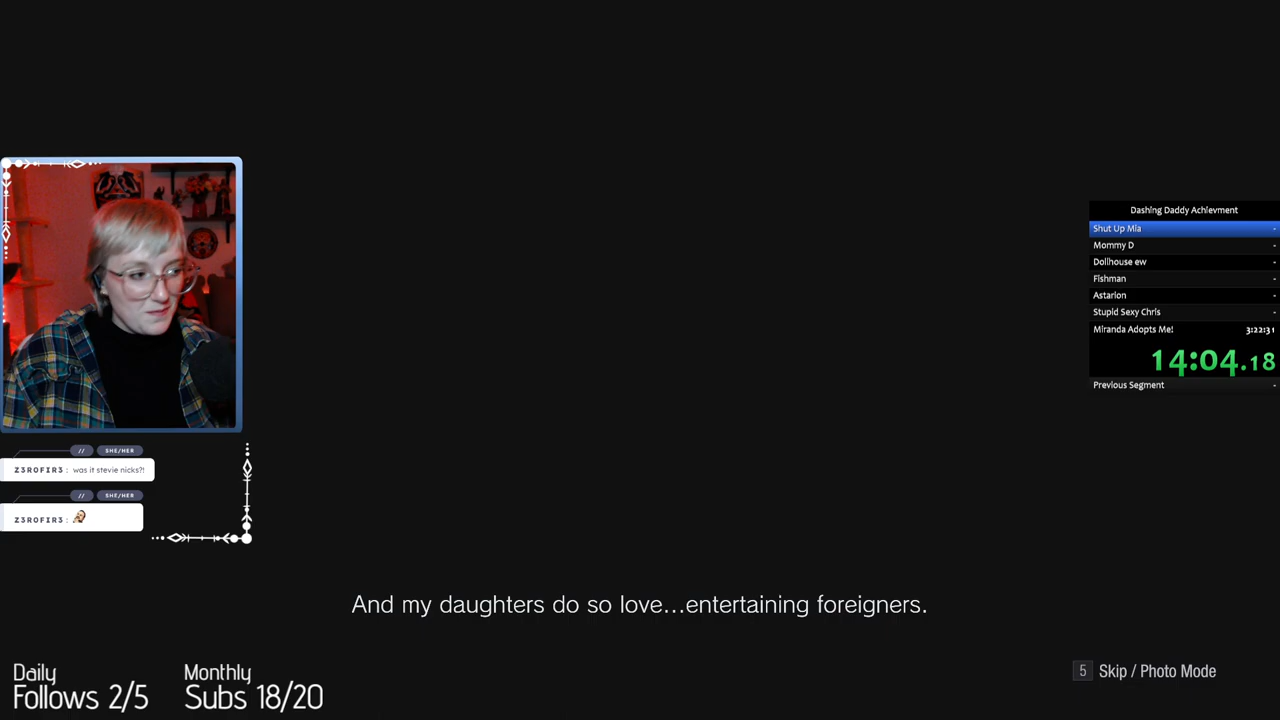 // SHE/HER
Z3R0FIR3 : was it stevie nicks?!
// SHE/HER
Z3R0FIR3 :
Dashing Daddy Achievment
Shut Up Mia -
Mommy D -
Dollhouse ew -
Fishman -
Astarion -
Stupid Sexy Chris -
Miranda Adopts Me! 3:22:31
14:04.18
Previous Segment -
And my daughters do so love...entertaining foreigners.
5 Skip / Photo Mode
Daily
Follows 2/5
Monthly
Subs 18/20